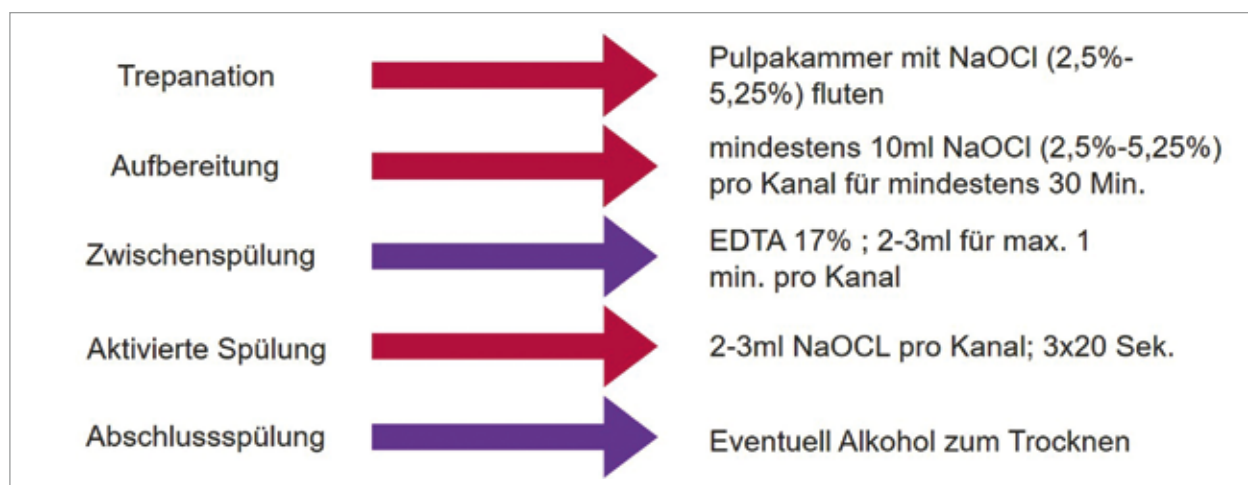 Trepanation
Pulpakammer mit NaOCl (2,5%-
5,25%) fluten
Aufbereitung
mindestens 10ml NaOCl (2,5%-5,25%)
pro Kanal für mindestens 30 Min.
Zwischenspülung
EDTA 17% ; 2-3ml für max. 1
min. pro Kanal
Aktivierte Spülung
2-3ml NaOCL pro Kanal; 3x20 Sek.
Abschlussspülung
Eventuell Alkohol zum Trocknen